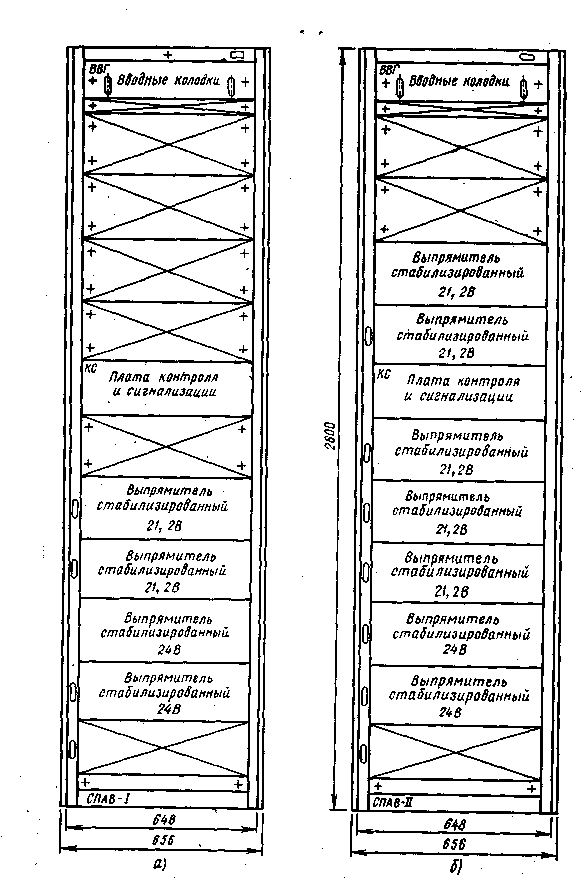 ВВГ
Вводные колодки
КС
Плата контроля
и сигнализации
Выпрямитель
стабилизированный
21,2В
Выпрямитель
стабилизированный
21,2В
Выпрямитель
стабилизированный
24В
Выпрямитель
стабилизированный
24В
СПАВ-I
648
656
а)
ВВГ
Вводные колодки
Выпрямитель
стабилизированный
21,2В
Выпрямитель
стабилизированный
21,2В
КС
Плата контроля
и сигнализации
Выпрямитель
стабилизированный
21,2В
Выпрямитель
стабилизированный
21,2В
Выпрямитель
стабилизированный
21,2В
Выпрямитель
стабилизированный
24В
Выпрямитель
стабилизированный
24В
СПАВ-II
2600
648
656
б)